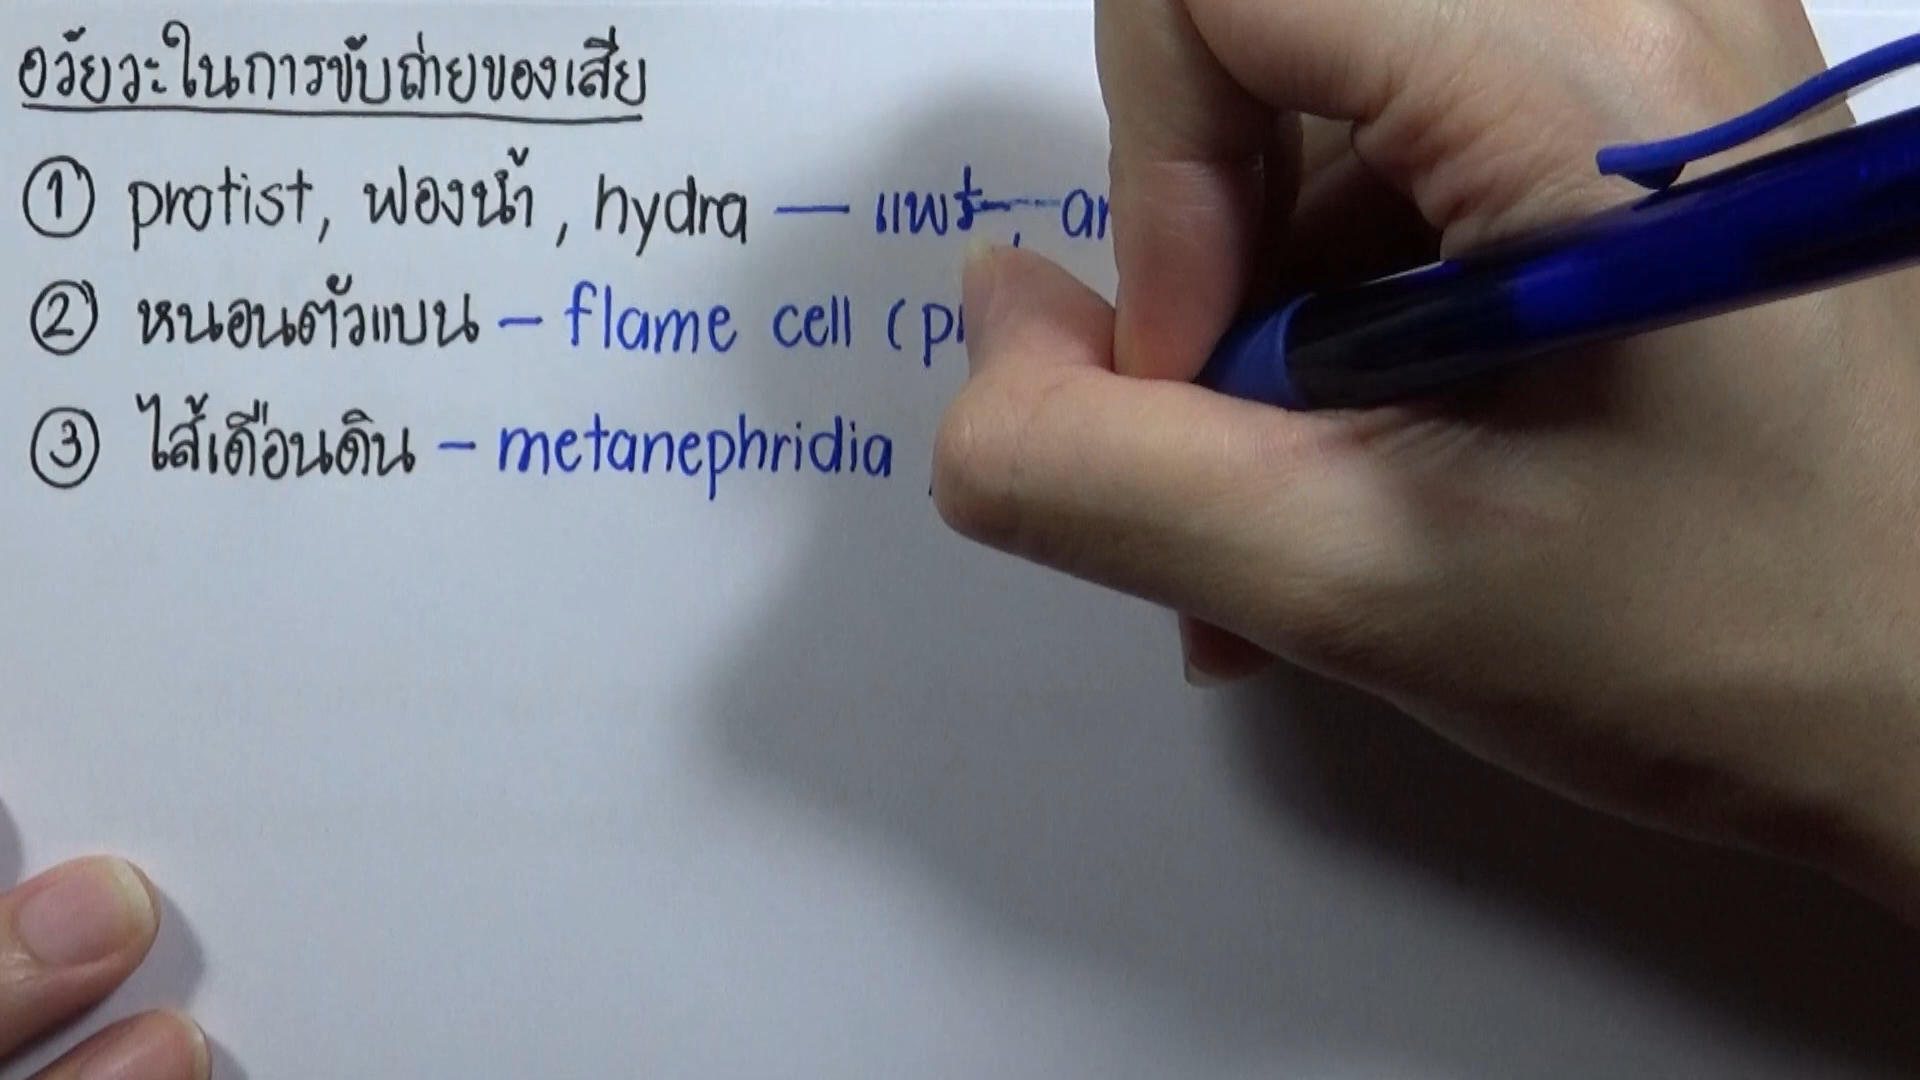 อวัยวะในการขับถ่ายของเสีย
① protist, ฟองน้ำ, hydra — แพร่,
② หนอนตัวแบน - flame cell (
③ ไส้เดือนดิน - metanephridia